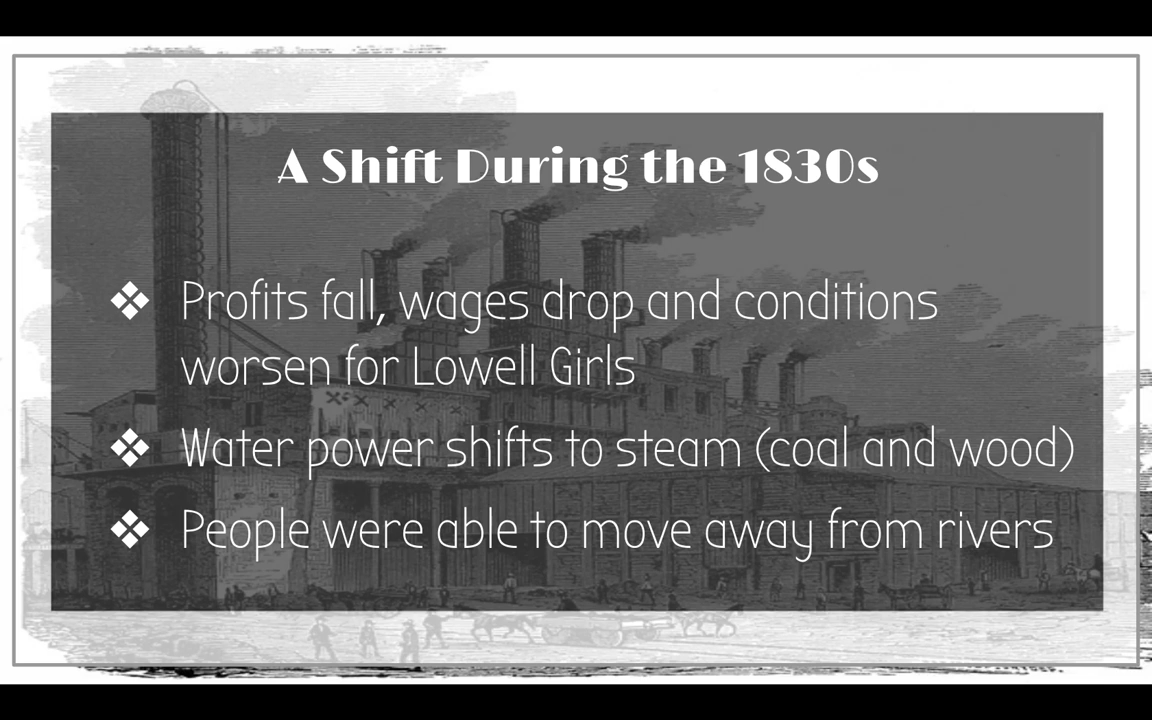 A Shift During the 1830s
❖ Profits fall, wages drop and conditions
worsen for Lowell Girls
❖ Water power shifts to steam (coal and wood)
❖ People were able to move away from rivers